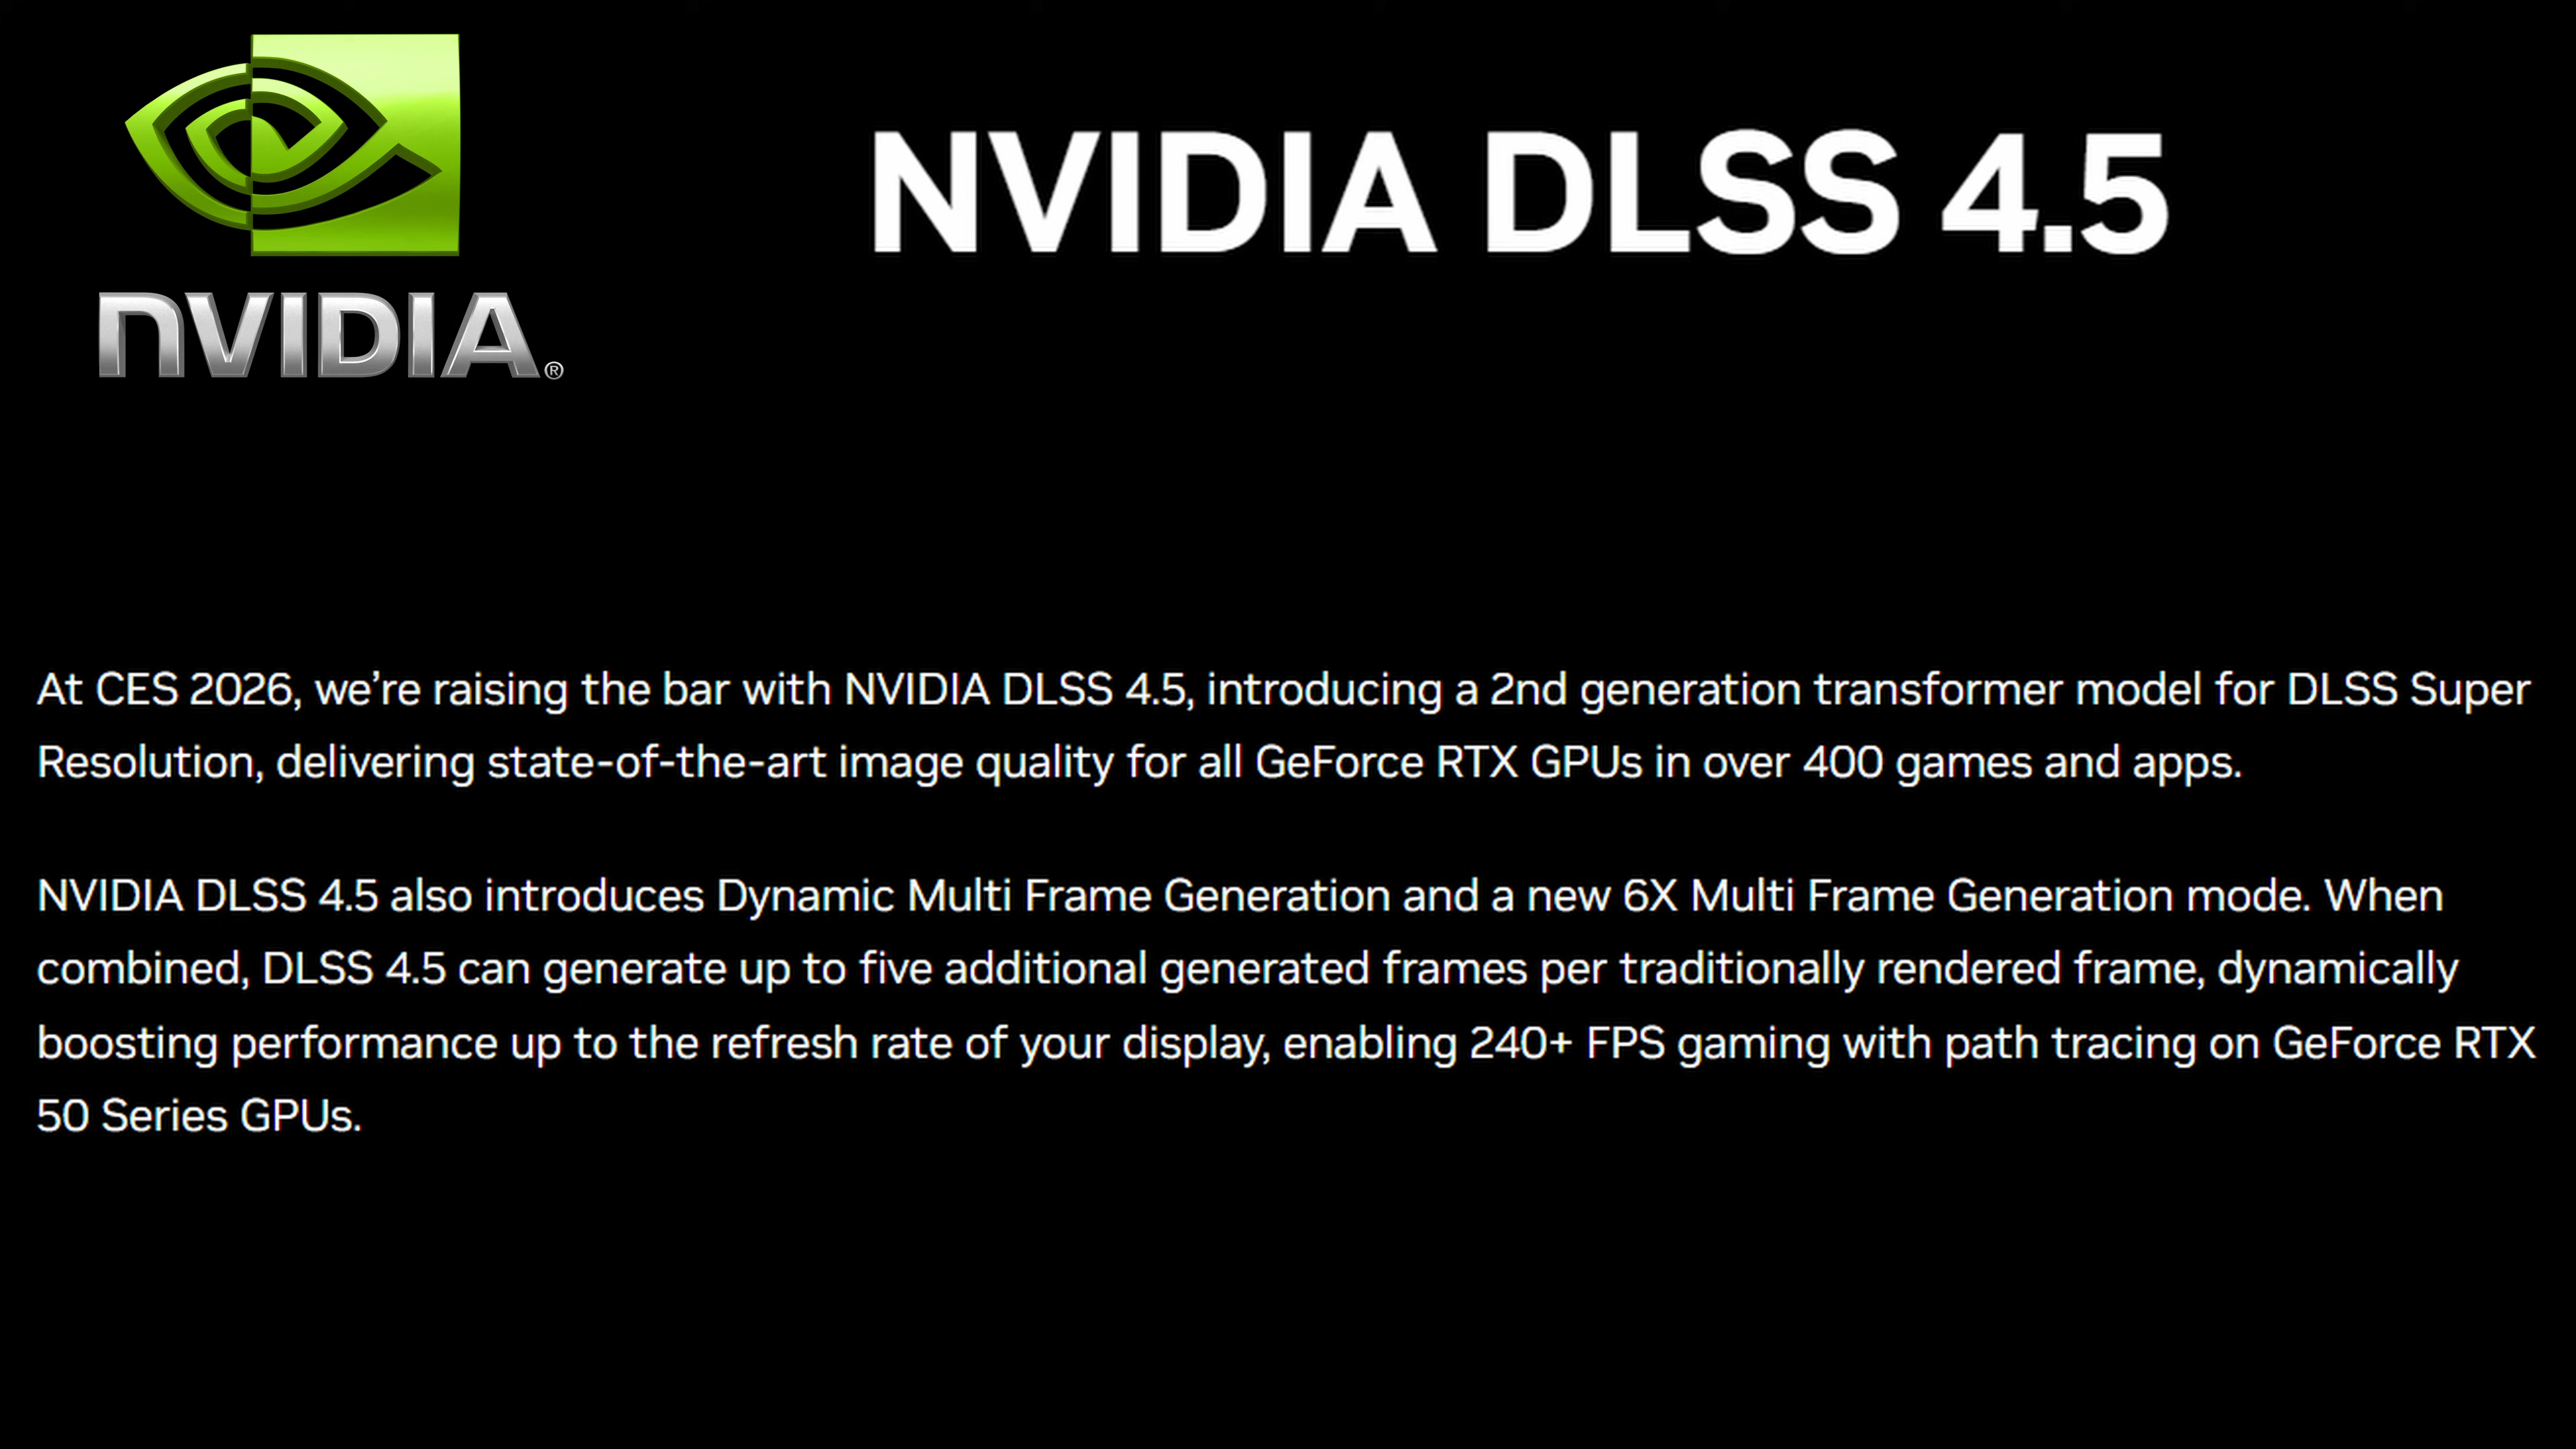 NVIDIA®
NVIDIA DLSS 4.5
At CES 2026, we’re raising the bar with NVIDIA DLSS 4.5, introducing a 2nd generation transformer model for DLSS Super
Resolution, delivering state-of-the-art image quality for all GeForce RTX GPUs in over 400 games and apps.
NVIDIA DLSS 4.5 also introduces Dynamic Multi Frame Generation and a new 6X Multi Frame Generation mode. When
combined, DLSS 4.5 can generate up to five additional generated frames per traditionally rendered frame, dynamically
boosting performance up to the refresh rate of your display, enabling 240+ FPS gaming with path tracing on GeForce RTX
50 Series GPUs.